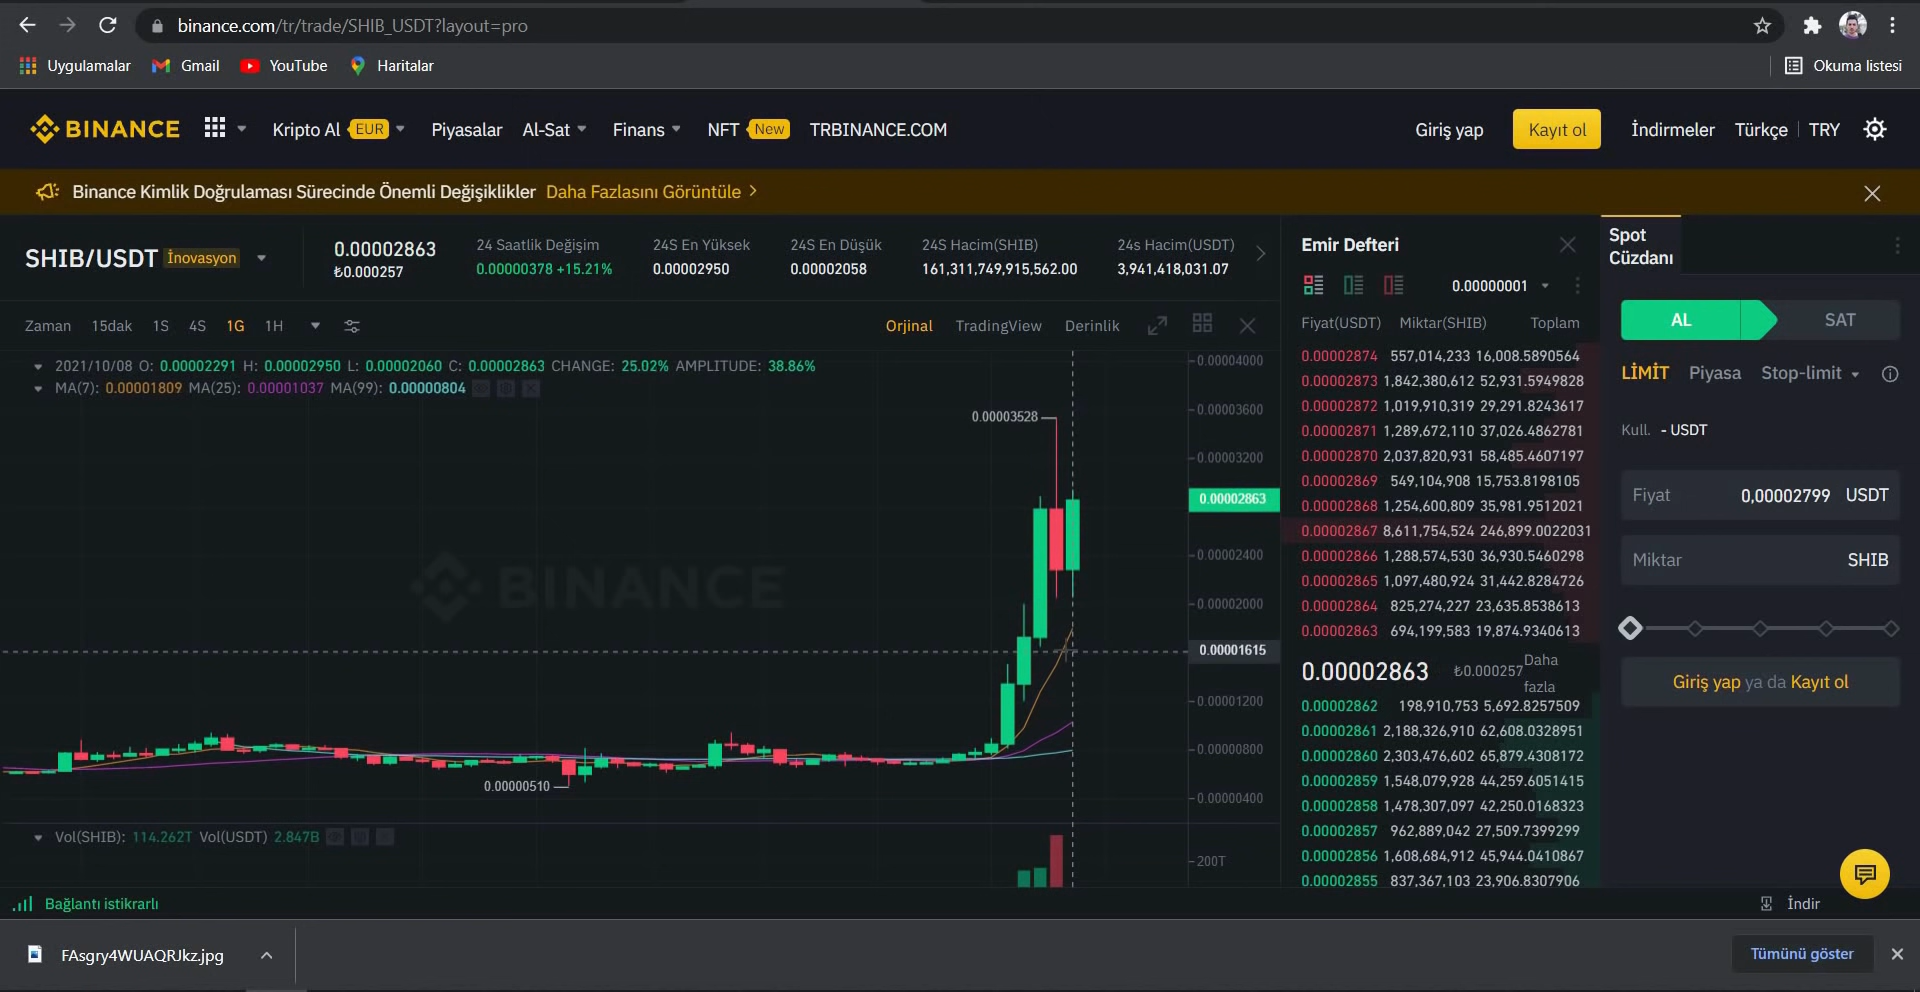 binance.com/tr/trade/SHIB_USDT?layout=pro
Uygulamalar Gmail YouTube Haritalar Okuma listesi
BINANCE Kripto Al EUR Piyasalar Al-Sat Finans NFT New TRBINANCE.COM Giriş yap Kayıt ol İndirmeler Türkçe TRY
Binance Kimlik Doğrulaması Sürecinde Önemli Değişiklikler Daha Fazlasını Görüntüle
SHIB/USDT İnovasyon
0.00002863
₺0.000257
24 Saatlik Değişim
0.00000378 +15.21%
24S En Yüksek
0.00002950
24S En Düşük
0.00002058
24S Hacim(SHIB)
161,311,749,915,562.00
24s Hacim(USDT)
3,941,418,031.07
Zaman 15dak 1S 4S 1G 1H Orjinal TradingView Derinlik
2021/10/08 O: 0.00002291 H: 0.00002950 L: 0.00002060 C: 0.00002863 CHANGE: 25.02% AMPLITUDE: 38.86%
MA(7): 0.00001809 MA(25): 0.00001037 MA(99): 0.00000804
0.00003528
0.00000510
BINANCE
0.00004000
0.00003600
0.00003200
0.00002863
0.00002400
0.00002000
0.00001615
0.00001200
0.00000800
0.00000400
Vol(SHIB): 114.262T Vol(USDT) 2.847B
200T
Emir Defteri
0.00000001
Fiyat(USDT) Miktar(SHIB) Toplam
0.00002874 557,014,233 16,008.5890564
0.00002873 1,842,380,612 52,931.5949828
0.00002872 1,019,910,319 29,291.8243617
0.00002871 1,289,672,110 37,026.4862781
0.00002870 2,037,820,931 58,485.4607197
0.00002869 549,104,908 15,753.8198105
0.00002868 1,254,600,809 35,981.9512021
0.00002867 8,611,754,524 246,899.0022031
0.00002866 1,288,574,530 36,930.5460298
0.00002865 1,097,480,924 31,442.8284726
0.00002864 825,274,227 23,635.8538613
0.00002863 694,199,583 19,874.9340613
0.00002863 ₺0.000257 Daha
fazla
0.00002862 198,910,753 5,692.8257509
0.00002861 2,188,326,910 62,608.0328951
0.00002860 2,303,476,602 65,879.4308172
0.00002859 1,548,079,928 44,259.6051415
0.00002858 1,478,307,097 42,250.0168323
0.00002857 962,889,042 27,509.7399299
0.00002856 1,608,684,912 45,944.0410867
0.00002855 837,367,103 23,906.8307906
Spot
Cüzdanı
AL SAT
LİMİT Piyasa Stop-limit
Kull. - USDT
Fiyat 0,00002799 USDT
Miktar SHIB
Giriş yap ya da Kayıt ol
Bağlantı istikrarlı İndir
FAsgry4WUAQRJkz.jpg Tümünü göster